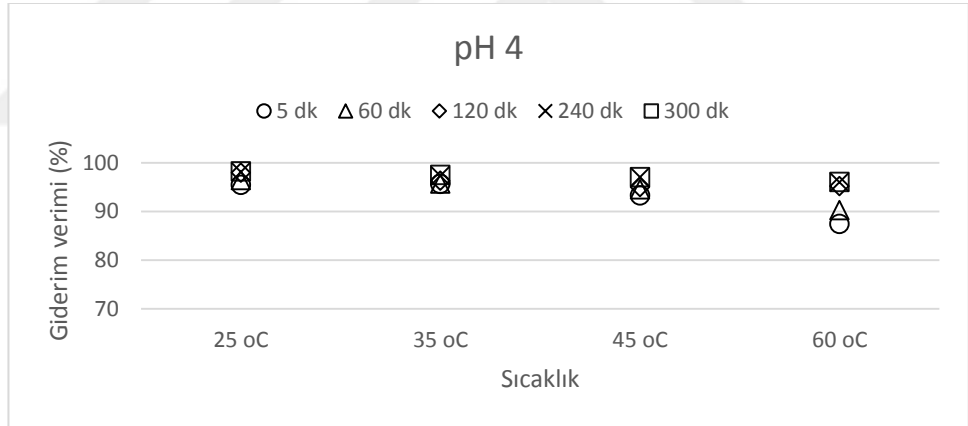 pH 4
5 dk 60 dk 120 dk 240 dk 300 dk
Giderim verimi (%)
100
90
80
70
25 oC 35 oC 45 oC 60 oC
Sıcaklık